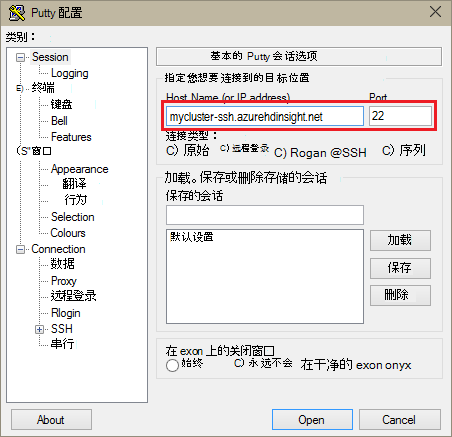 Putty 配置
类别：
Session
Logging
E) 终端
键盘
Bell
Features
(S"窗口
Appearance
翻译
行为
Selection
Colours
Connection
数据
Proxy
远程登录
Rlogin
SSH
串行
基本的 Putty 会话选项
指定您想要连接到的目标位置
Host Name (or IP address) Port
mycluster-ssh.azurehdinsight.net 22
连接类型：
C) 原始 C) 远程登录 C) Rogan @SSH C) 序列
加载。保存或删除存储的会话
保存的会话
默认设置
加载
保存
删除
在 exon 上的关闭窗口
始终 C) 永远不会 在干净的 exon onyx
About Open Cancel